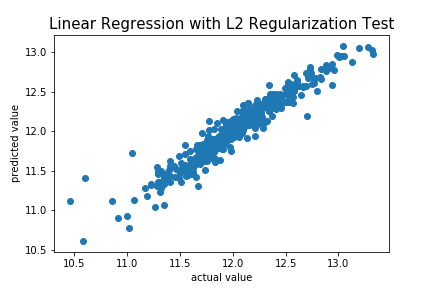 Linear Regression with L2 Regularization Test
13.0
12.5
12.0
11.5
11.0
10.5
predicted value
10.5 11.0 11.5 12.0 12.5 13.0
actual value